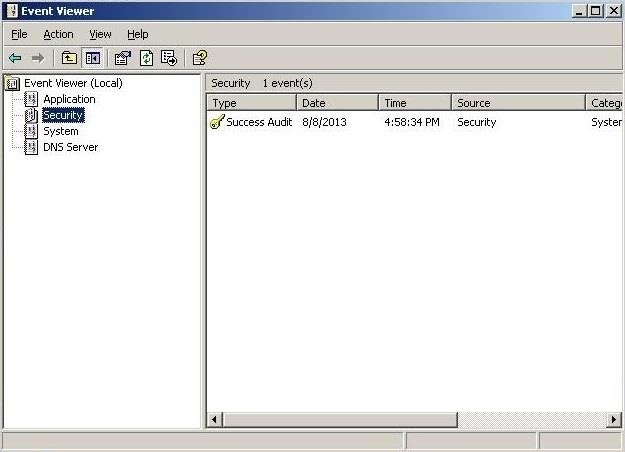 Event Viewer
File Action View Help
Event Viewer (Local)
Application
Security
System
DNS Server
Security 1 event(s)
Type Date Time Source Categ
Success Audit 8/8/2013 4:58:34 PM Security System